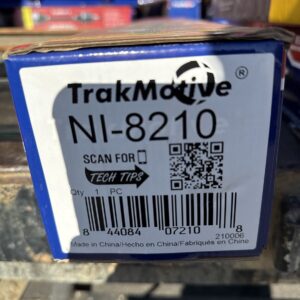 TrakMotive®
NI-8210
SCAN FOR
TECH TIPS
Qty 1 PC
8 44084 07210 8
210006
Made in China/Hecho en China/Fabriqués en Chine